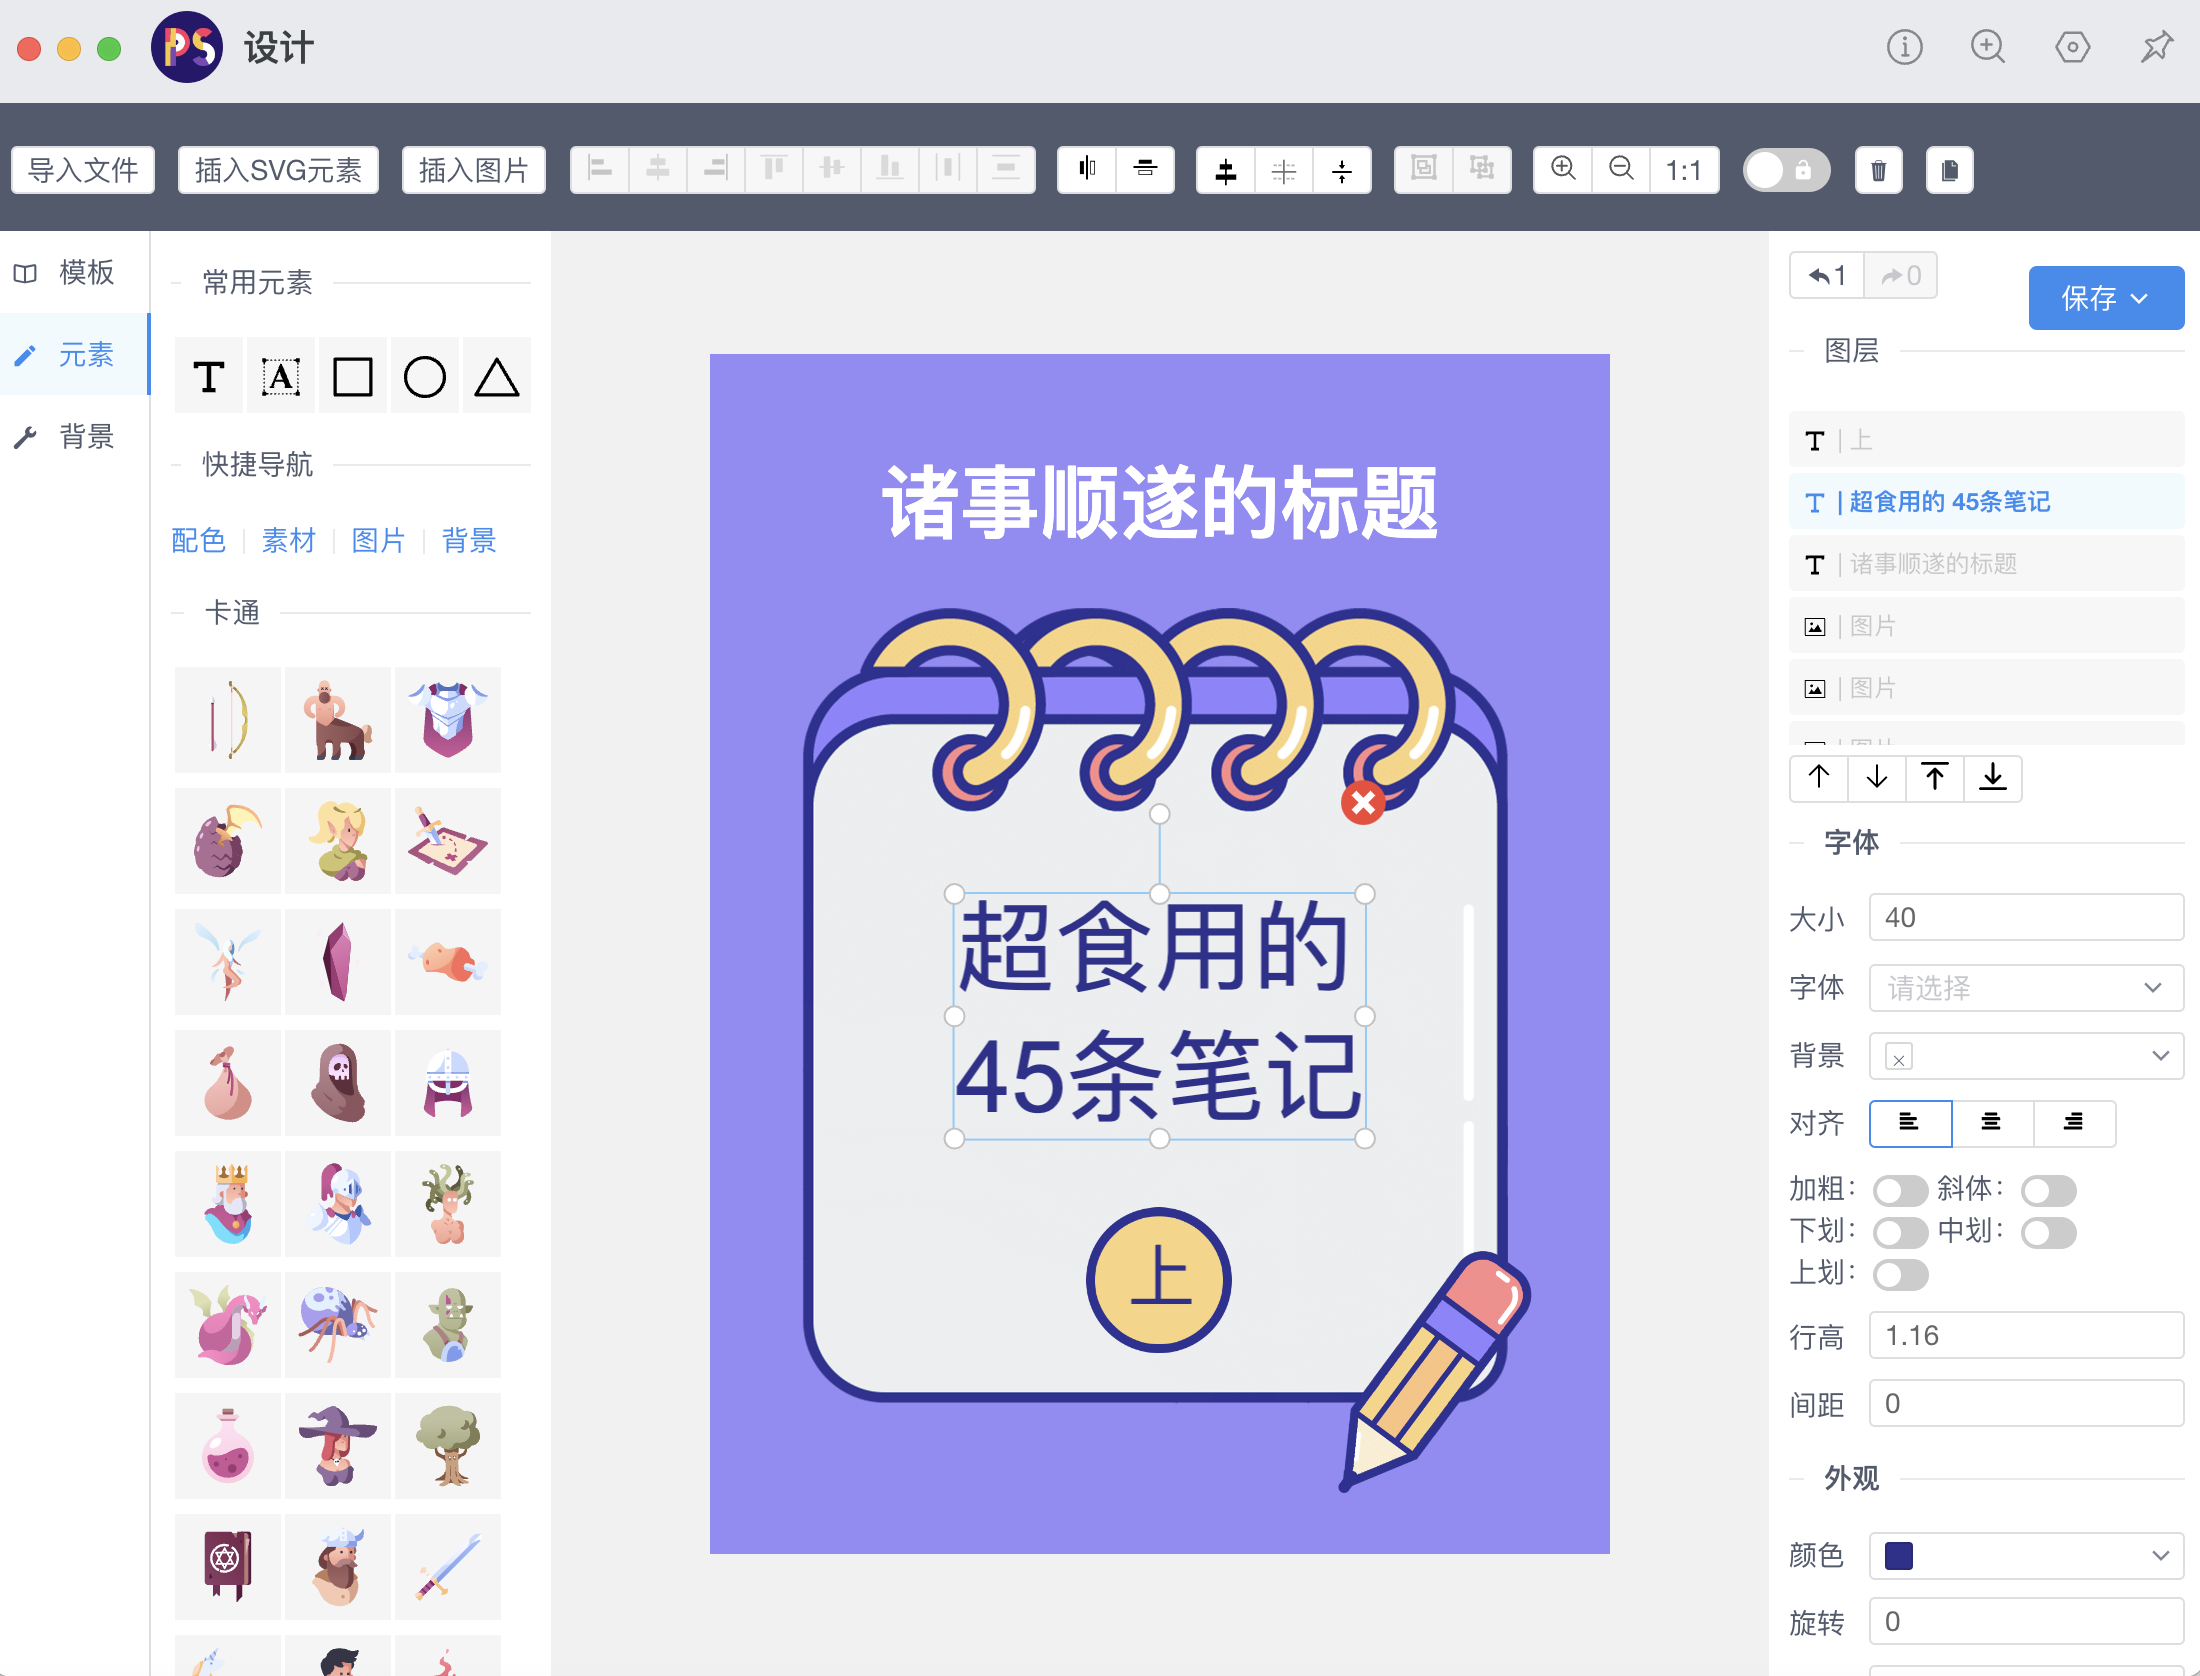 PS 设计
导入文件 插入SVG元素 插入图片 1:1
模板
元素
背景
常用元素
T A
快捷导航
配色 素材 图片 背景
卡通
诸事顺遂的标题
超食用的
45条笔记
上
1 0
保存
图层
T | 上
T | 超食用的 45条笔记
T | 诸事顺遂的标题
| 图片
| 图片
| 图片
字体
大小 40
字体 请选择
背景
对齐
加粗： 斜体：
下划： 中划：
上划：
行高 1.16
间距 0
外观
颜色
旋转 0